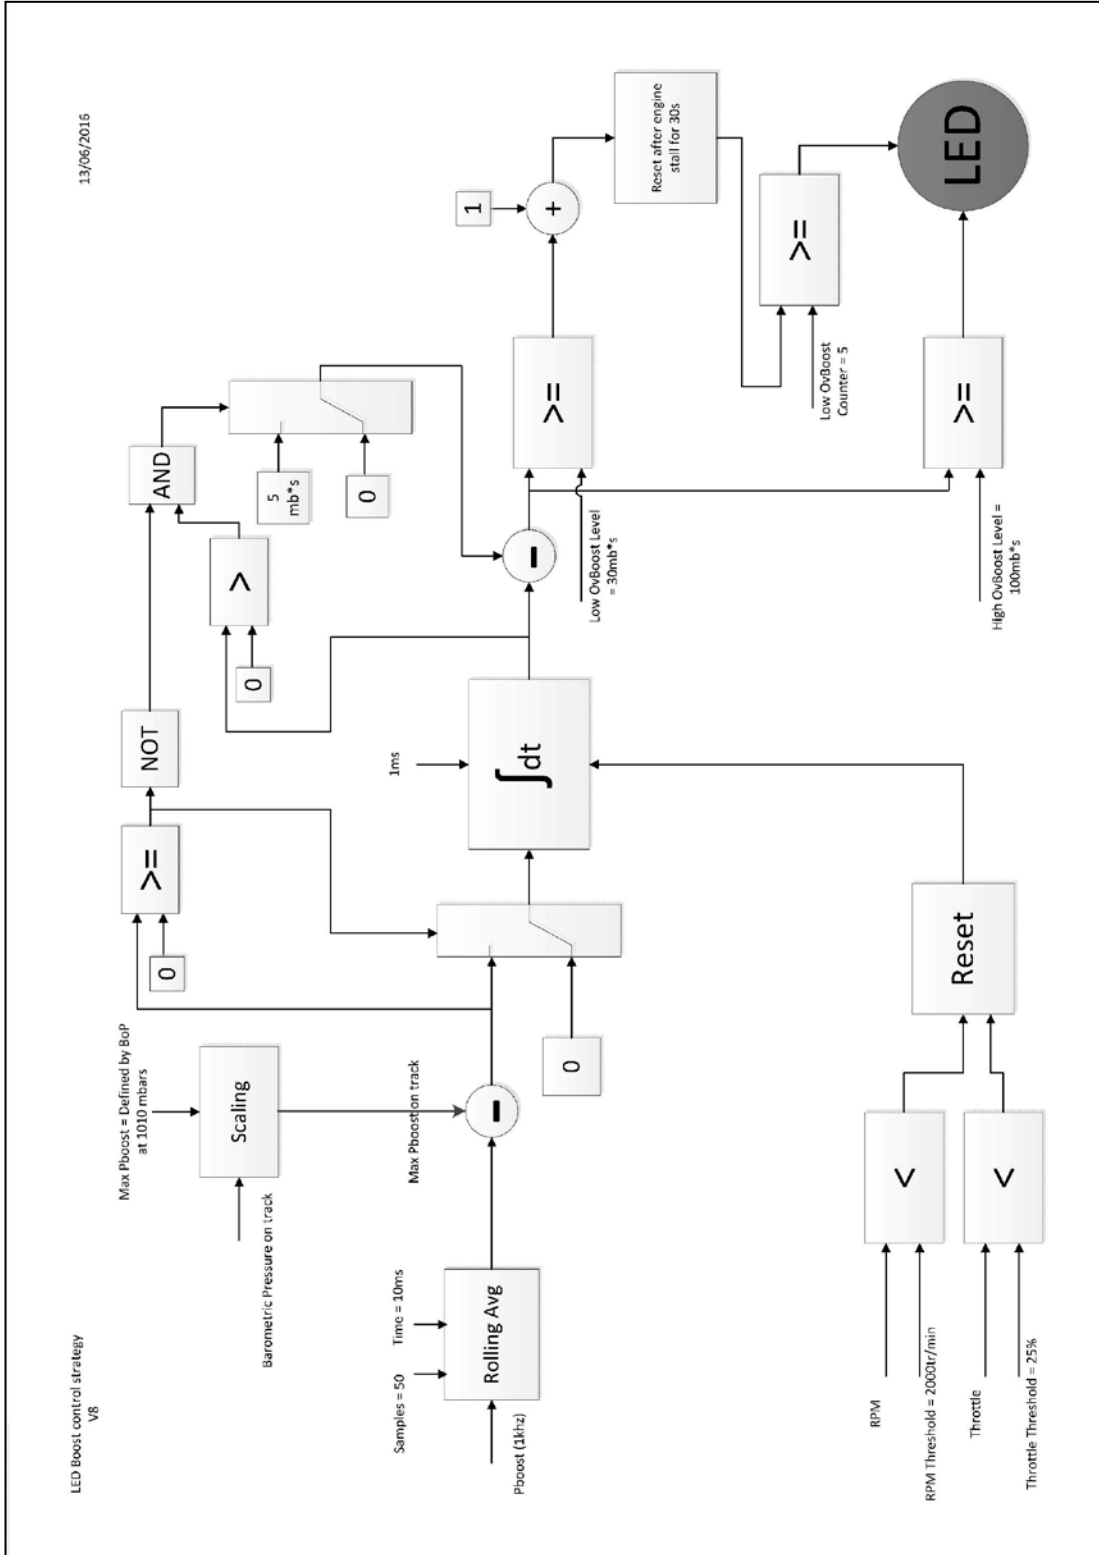 LED Boost control strategy
V8
13/06/2016
Max Pboost = Defined by BoP
at 1010 mbars
Barometric Pressure on track
Scaling
Max Pboost on track
Samples = 50
Time = 10ms
Pboost (1khz)
Rolling Avg
-
0
>=
NOT
AND
0
>
5
mb*s
0
0
1ms
∫dt
-
Low OvBoost Level
= 30mb*s
>=
1
+
Reset after engine
stall for 30s
Low OvBoost
Counter = 5
>=
High OvBoost Level =
100mb*s
>=
LED
RPM
RPM Threshold = 2000tr/min
<
Throttle
Throttle Threshold = 25%
<
Reset